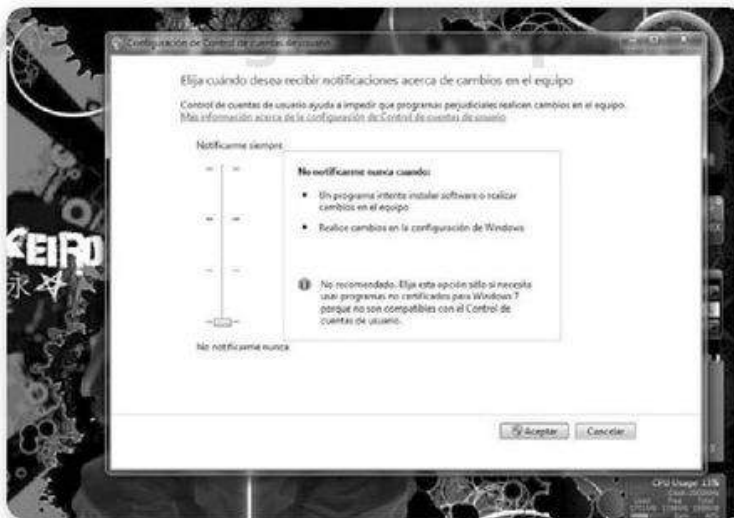 Configuración de Control de cuentas de usuario
Elija cuándo desea recibir notificaciones acerca de cambios en el equipo
Control de cuentas de usuario ayuda a impedir que programas perjudiciales realicen cambios en el equipo.
Más información acerca de la configuración de Control de cuentas de usuario
Notificarme siempre
No notificarme nunca cuando:
• Un programa intente instalar software o realizar
cambios en el equipo
• Realice cambios en la configuración de Windows
KEIRO
永
No recomendado. Elija esta opción sólo si necesita
usar programas no certificados para Windows 7
porque no son compatibles con el Control de
cuentas de usuario.
No notificarme nunca
Aceptar Cancelar
CPU Usage 13%